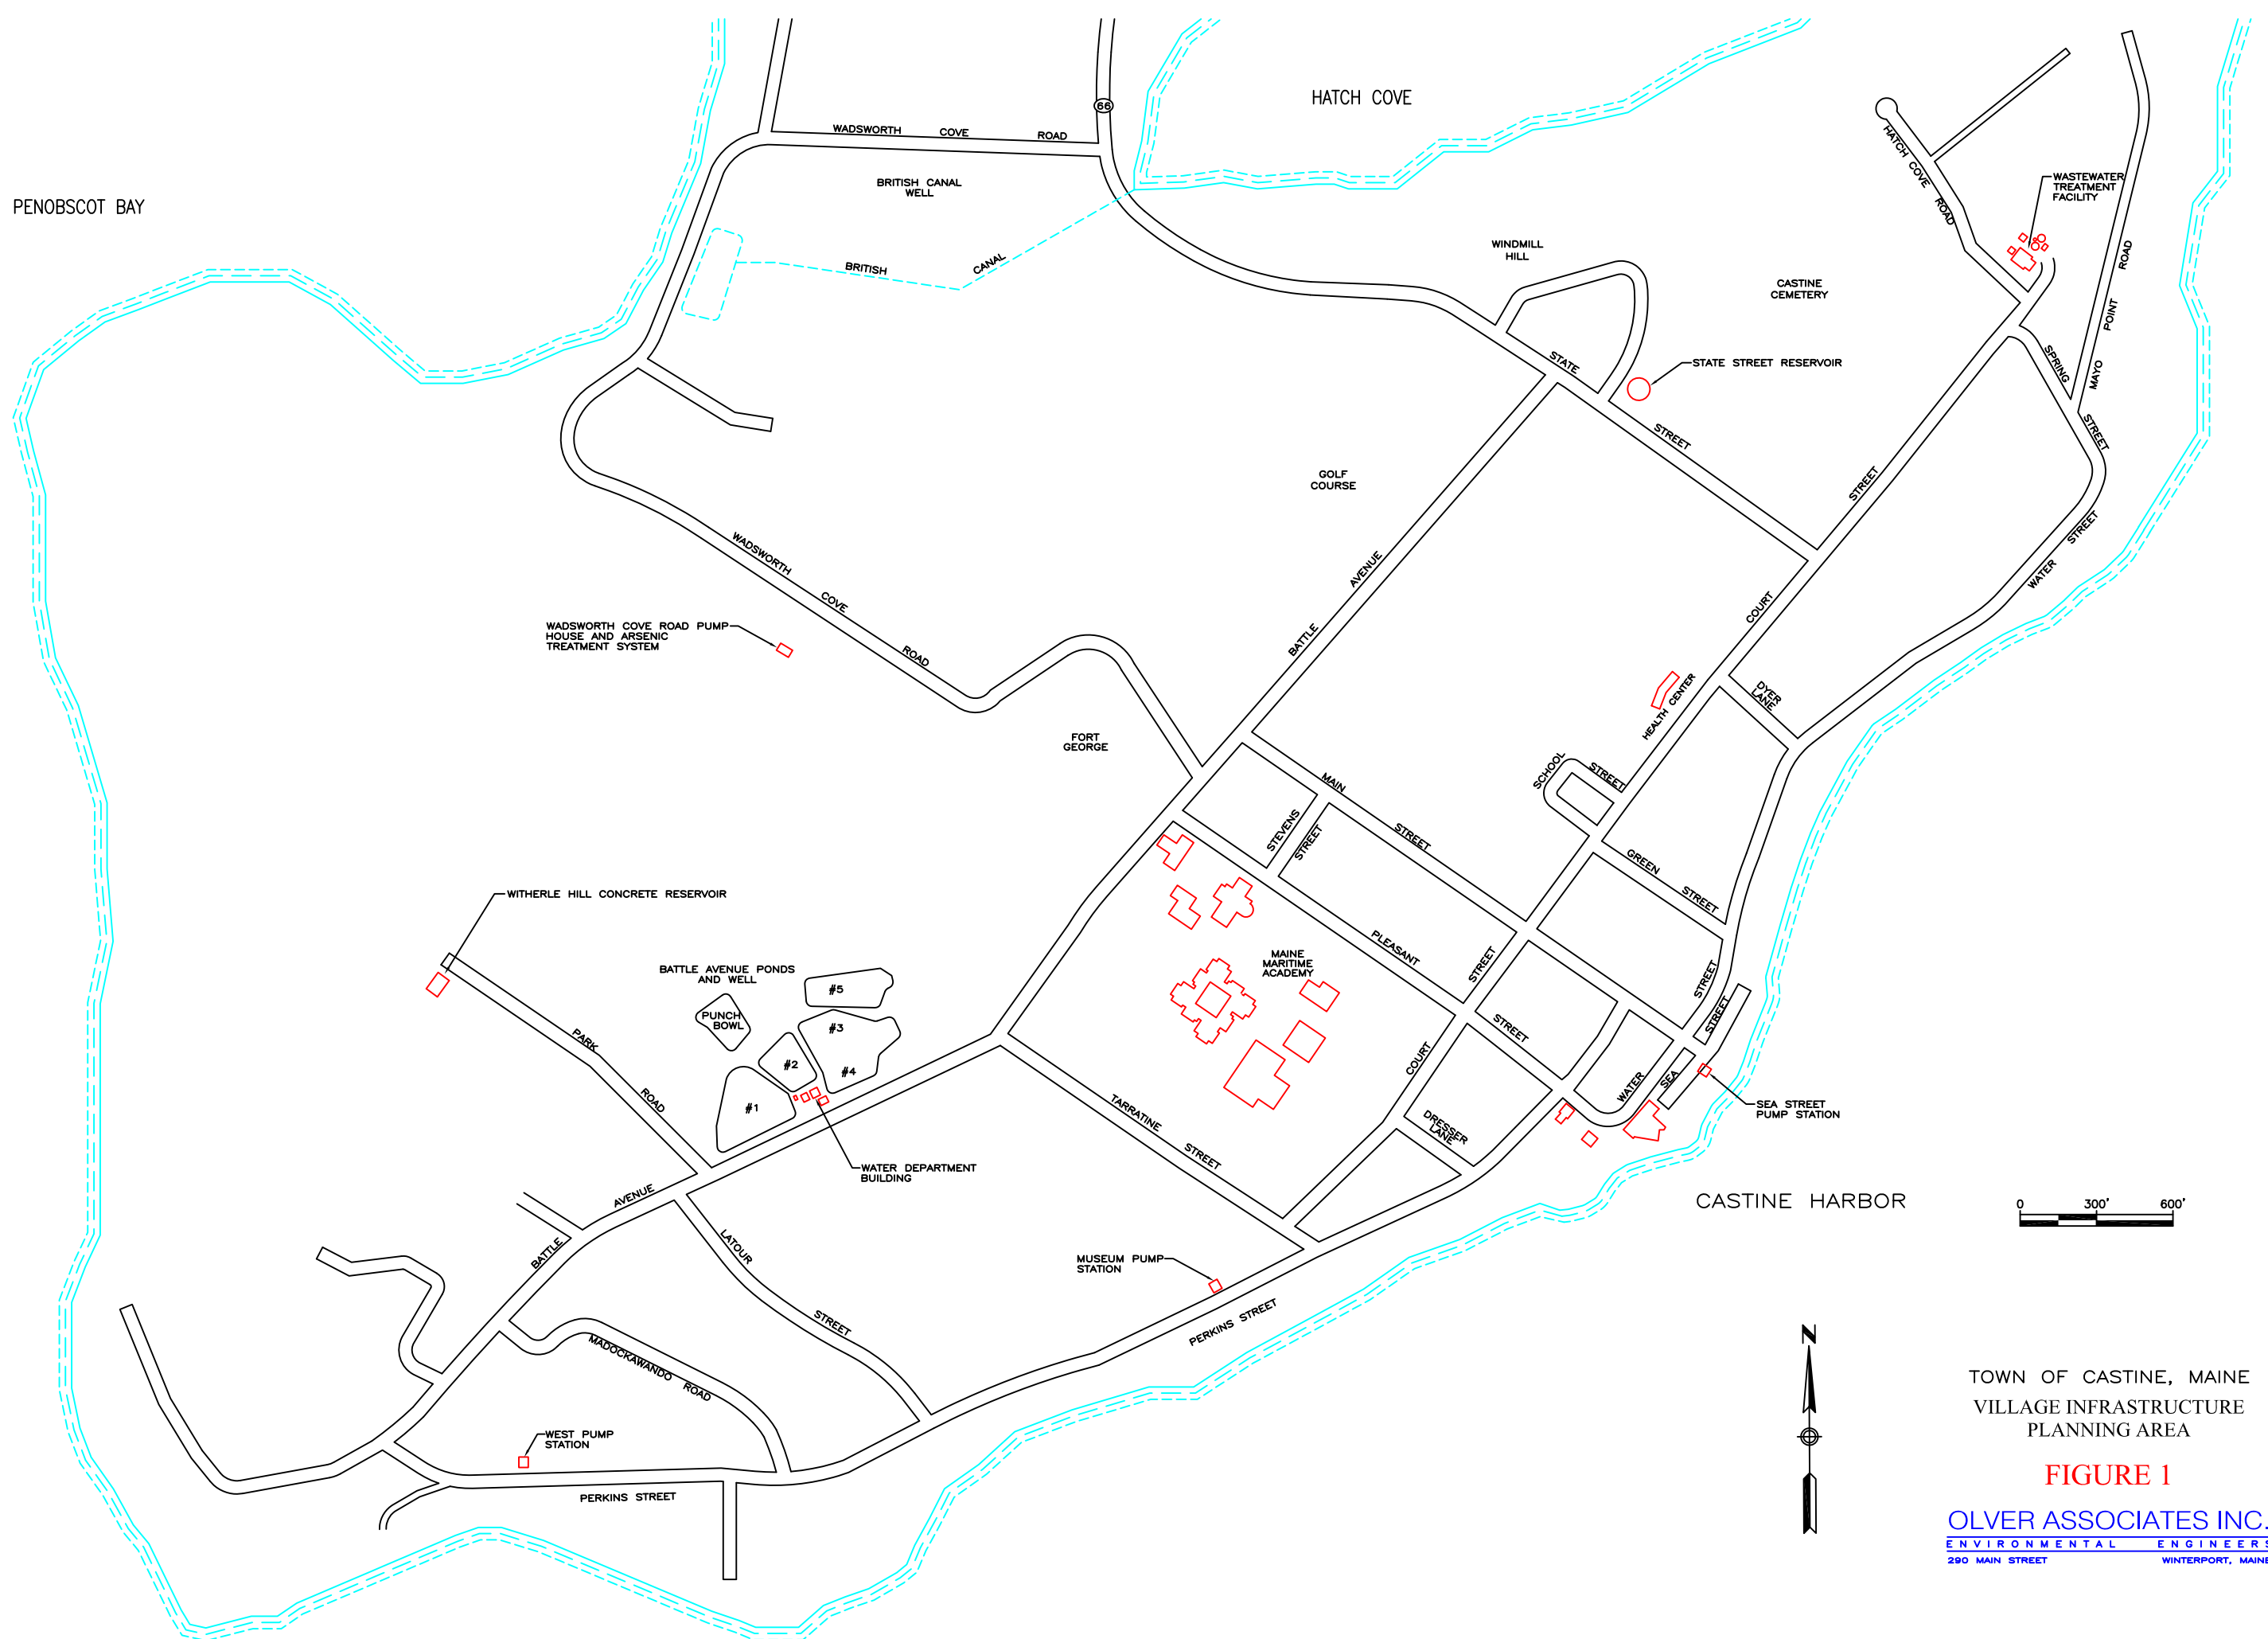 HATCH COVE
66
WADSWORTH COVE ROAD
BRITISH CANAL
WELL
PENOBSCOT BAY
HATCH COVE ROAD
WASTEWATER
TREATMENT
FACILITY
WINDMILL
HILL
BRITISH CANAL
CASTINE
CEMETERY
MAYO POINT ROAD
STATE STREET
STATE STREET RESERVOIR
SPRING STREET
GOLF
COURSE
WADSWORTH COVE ROAD
BATTLE AVENUE
COURT STREET
WATER STREET
WADSWORTH COVE ROAD PUMP
HOUSE AND ARSENIC
TREATMENT SYSTEM
HEALTH CENTER
DYER
LANE
FORT
GEORGE
MAIN STREET
SCHOOL STREET
STEVENS
STREET
GREEN STREET
WITHERLE HILL CONCRETE RESERVOIR
PLEASANT STREET
MAINE
MARITIME
ACADEMY
COURT STREET
BATTLE AVENUE PONDS
AND WELL
#5
PUNCH
BOWL
#3
#2
#4
#1
PARK ROAD
WATER STREET
SEA STREET
SEA STREET
PUMP STATION
TARRATINE STREET
DRESSER
LANE
WATER DEPARTMENT
BUILDING
BATTLE AVENUE
LATOUR STREET
CASTINE HARBOR
0 300' 600'
MUSEUM PUMP
STATION
PERKINS STREET
MADOCKAWANDO ROAD
WEST PUMP
STATION
PERKINS STREET
N
TOWN OF CASTINE, MAINE
VILLAGE INFRASTRUCTURE
PLANNING AREA
FIGURE 1
OLVER ASSOCIATES INC.
ENVIRONMENTAL ENGINEERS
290 MAIN STREET WINTERPORT, MAINE